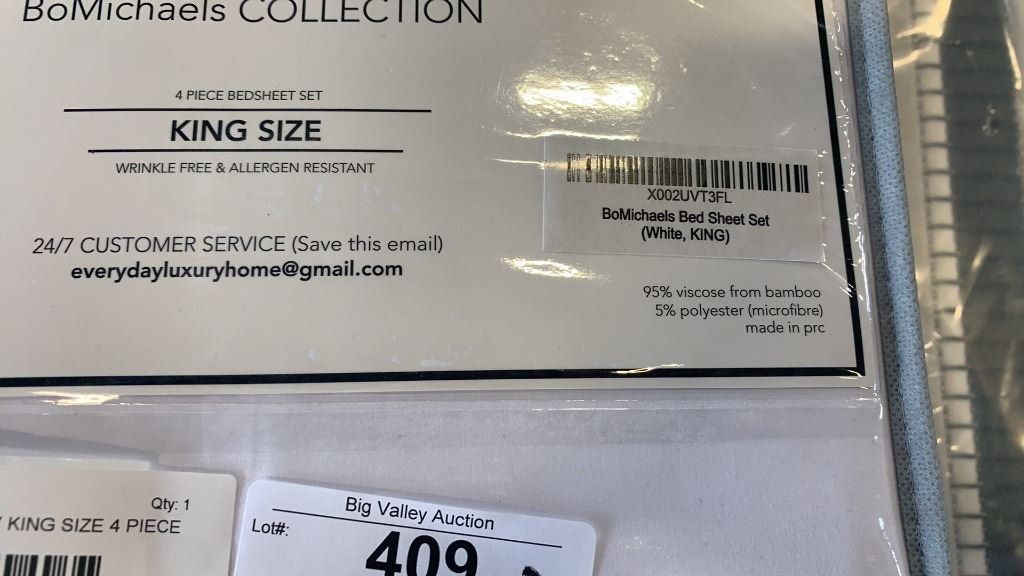 BoMichaels COLLECTION
4 PIECE BEDSHEET SET
KING SIZE
WRINKLE FREE & ALLERGEN RESISTANT
24/7 CUSTOMER SERVICE (Save this email)
everydayluxuryhome@gmail.com
X002UVT3FL
BoMichaels Bed Sheet Set
(White, KING)
95% viscose from bamboo
5% polyester (microfibre)
made in prc
Qty: 1
KING SIZE 4 PIECE
Big Valley Auction
Lot#:
409